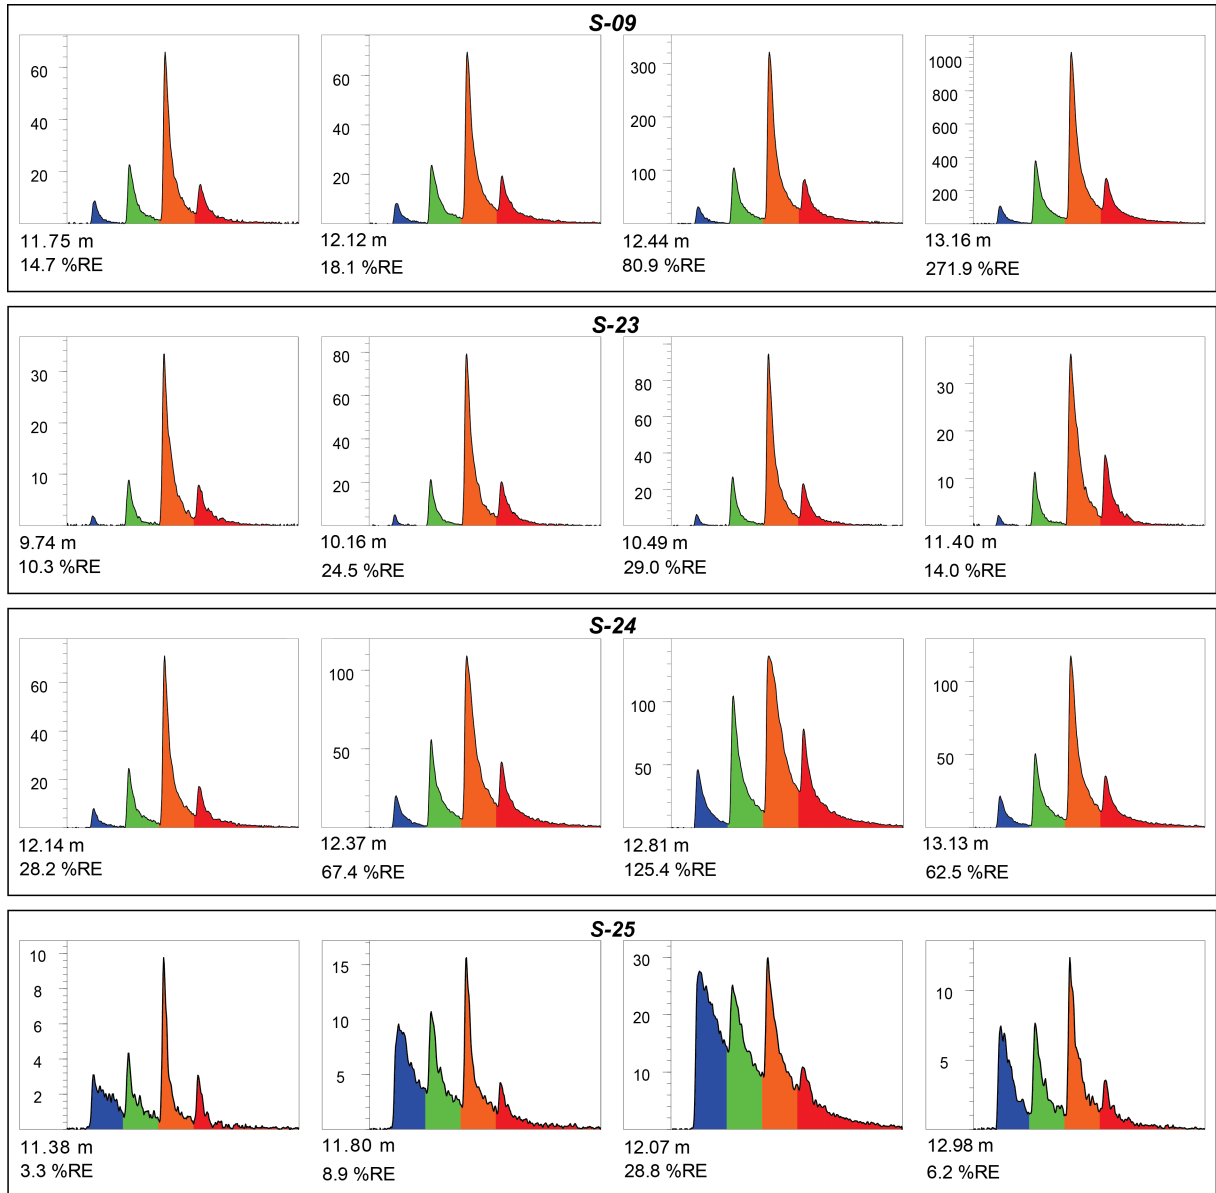 S-09
60
40
20
11.75 m
14.7 %RE
60
40
20
12.12 m
18.1 %RE
300
200
100
12.44 m
80.9 %RE
1000
800
600
400
200
13.16 m
271.9 %RE
S-23
30
20
10
9.74 m
10.3 %RE
80
60
40
20
10.16 m
24.5 %RE
80
60
40
20
10.49 m
29.0 %RE
30
20
10
11.40 m
14.0 %RE
S-24
60
40
20
12.14 m
28.2 %RE
100
50
12.37 m
67.4 %RE
100
50
12.81 m
125.4 %RE
100
50
13.13 m
62.5 %RE
S-25
10
8
6
4
2
11.38 m
3.3 %RE
15
10
5
11.80 m
8.9 %RE
30
20
10
12.07 m
28.8 %RE
10
5
12.98 m
6.2 %RE